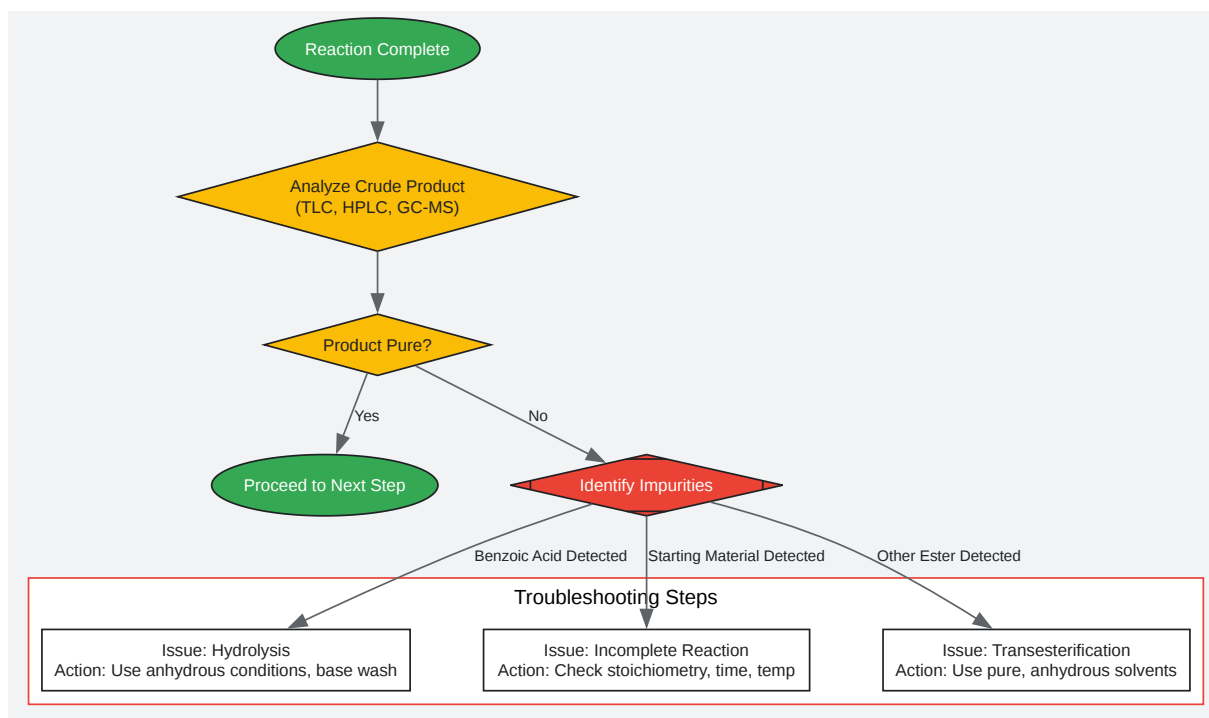 Reaction Complete
Analyze Crude Product
(TLC, HPLC, GC-MS)
Product Pure?
Yes
No
Proceed to Next Step
Identify Impurities
Benzoic Acid Detected
Starting Material Detected
Other Ester Detected
Troubleshooting Steps
Issue: Hydrolysis
Action: Use anhydrous conditions, base wash
Issue: Incomplete Reaction
Action: Check stoichiometry, time, temp
Issue: Transesterification
Action: Use pure, anhydrous solvents